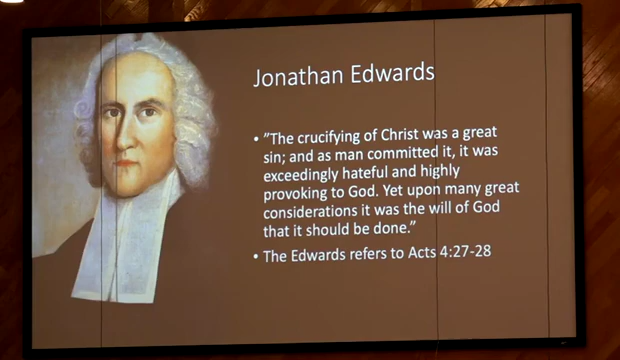 Jonathan Edwards
• "The crucifying of Christ was a great
sin; and as man committed it, it was
exceedingly hateful and highly
provoking to God. Yet upon many great
considerations it was the will of God
that it should be done."
• The Edwards refers to Acts 4:27-28